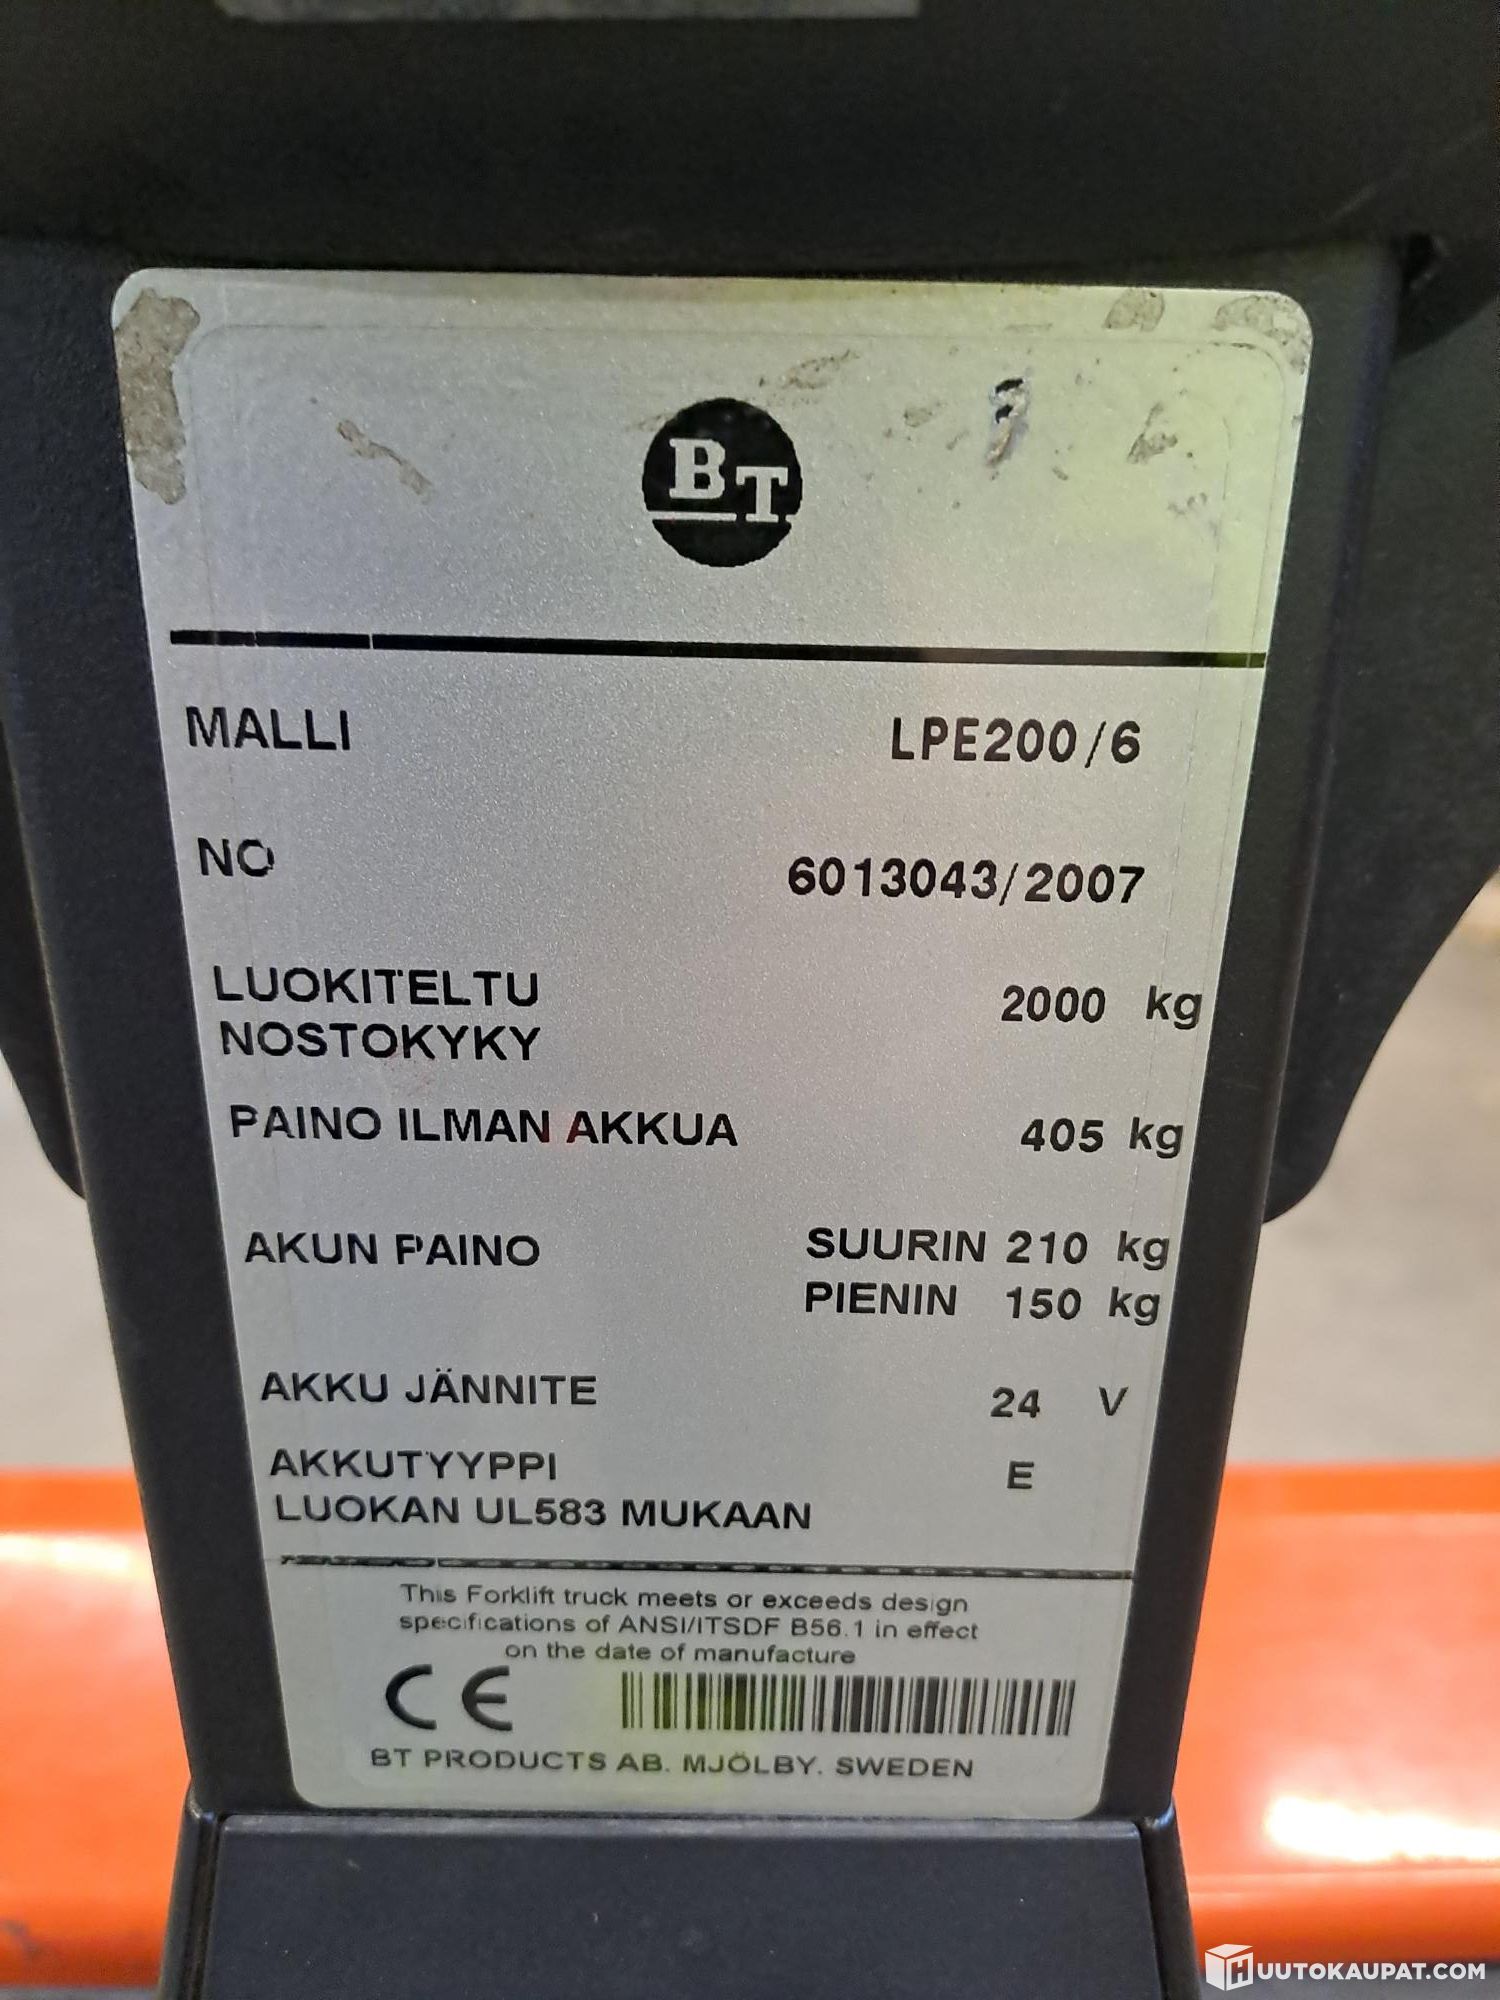 BT
MALLI LPE200/6
NO 6013043/2007
LUOKITELTU
NOSTOKYKY 2000 kg
PAINO ILMAN AKKUA 405 kg
AKUN PAINO SUURIN 210 kg
PIENIN 150 kg
AKKU JÄNNITE 24 V
AKKUTYYPPI E
LUOKAN UL583 MUKAAN
This Forklift truck meets or exceeds design
specifications of ANSI/ITSDF B56.1 in effect
on the date of manufacture
CE
BT PRODUCTS AB. MJÖLBY. SWEDEN
HUUTOKAUPAT.COM